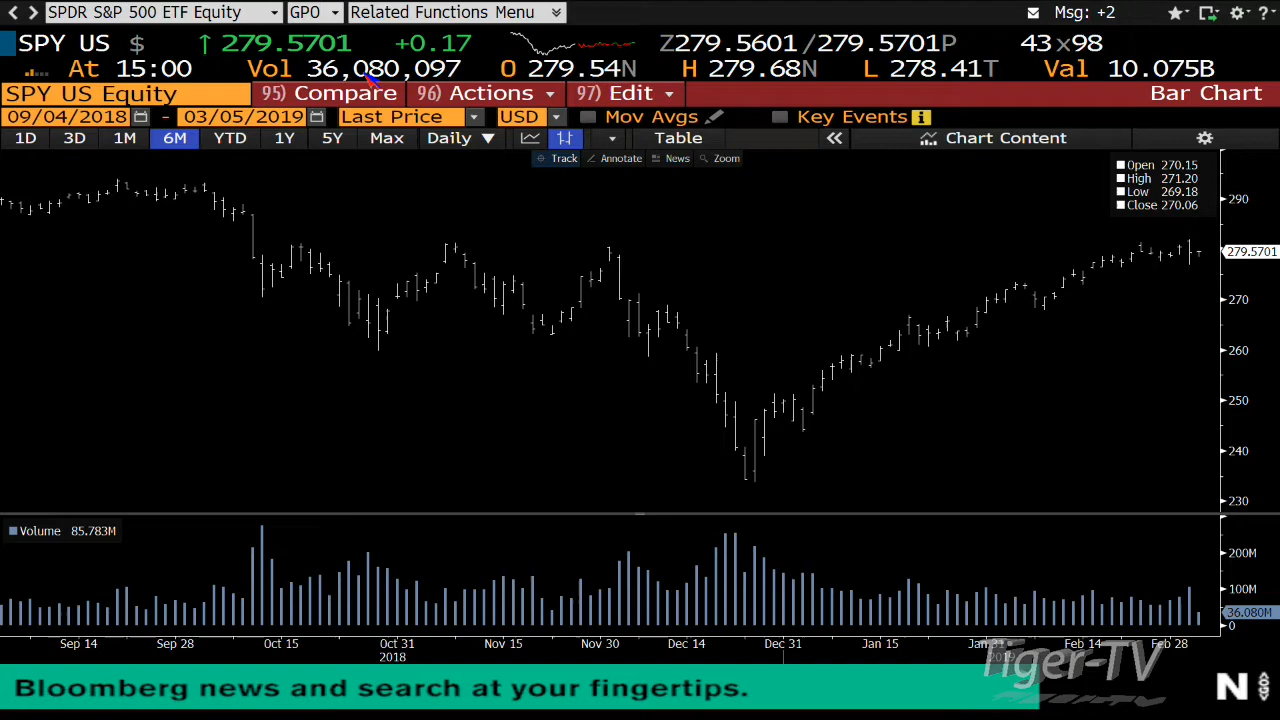 SPDR S&P 500 ETF Equity GPO Related Functions Menu Msg: +2 ?
SPY US $ ↑ 279.5701 +0.17 Z279.5601/279.5701P 43x98
At 15:00 Vol 36,080,097 O 279.54N H 279.68N L 278.41T Val 10.075B
SPY US Equity 95) Compare 96) Actions 97) Edit Bar Chart
09/04/2018 - 03/05/2019 Last Price USD Mov Avgs Key Events i
1D 3D 1M 6M YTD 1Y 5Y Max Daily ▼ Table « Chart Content
Track Annotate News Zoom
Open 270.15
High 271.20
Low 269.18
Close 270.06
290
279.5701
270
260
250
240
230
Volume 85.783M
200M
100M
36.080M
0
Sep 14 Sep 28 Oct 15 Oct 31 Nov 15 Nov 30 Dec 14 Dec 31 Jan 15 Jan 31 Feb 14 Feb 28
2018 2019
Tiger-TV
Bloomberg news and search at your fingertips.